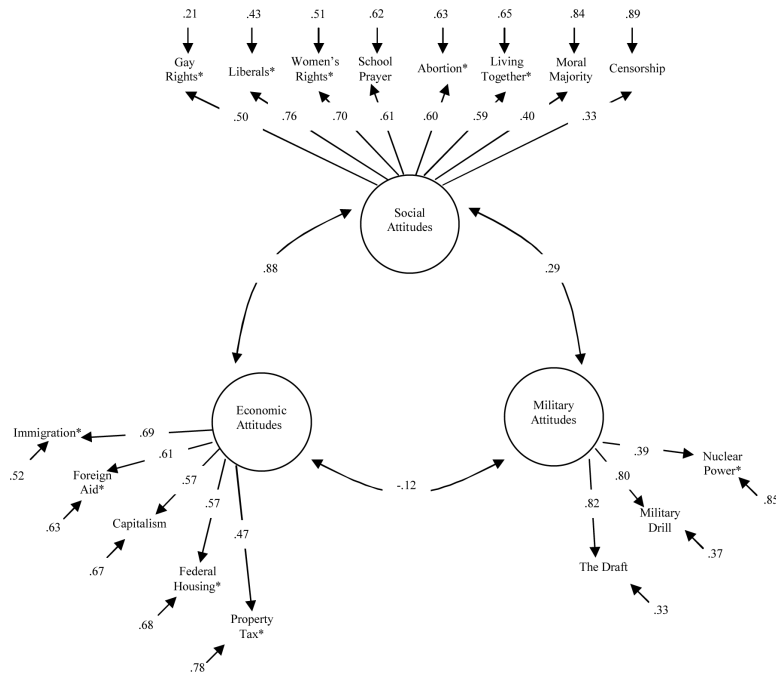 .21 .43 .51 .62 .63 .65 .84 .89
Gay
Rights*
Liberals*
Women's
Rights*
School
Prayer
Abortion*
Living
Together*
Moral
Majority
Censorship
.50 .76 .70 .61 .60 .59 .40 .33
Social
Attitudes
.88
.29
Economic
Attitudes
Military
Attitudes
Immigration*
.69
.52
Foreign
Aid*
.61
.63
Capitalism
.57
.67
Federal
Housing*
.57
.68
Property
Tax*
.47
.78
-.12
.39
Nuclear
Power*
.85
.80
Military
Drill
.37
.82
The Draft
.33